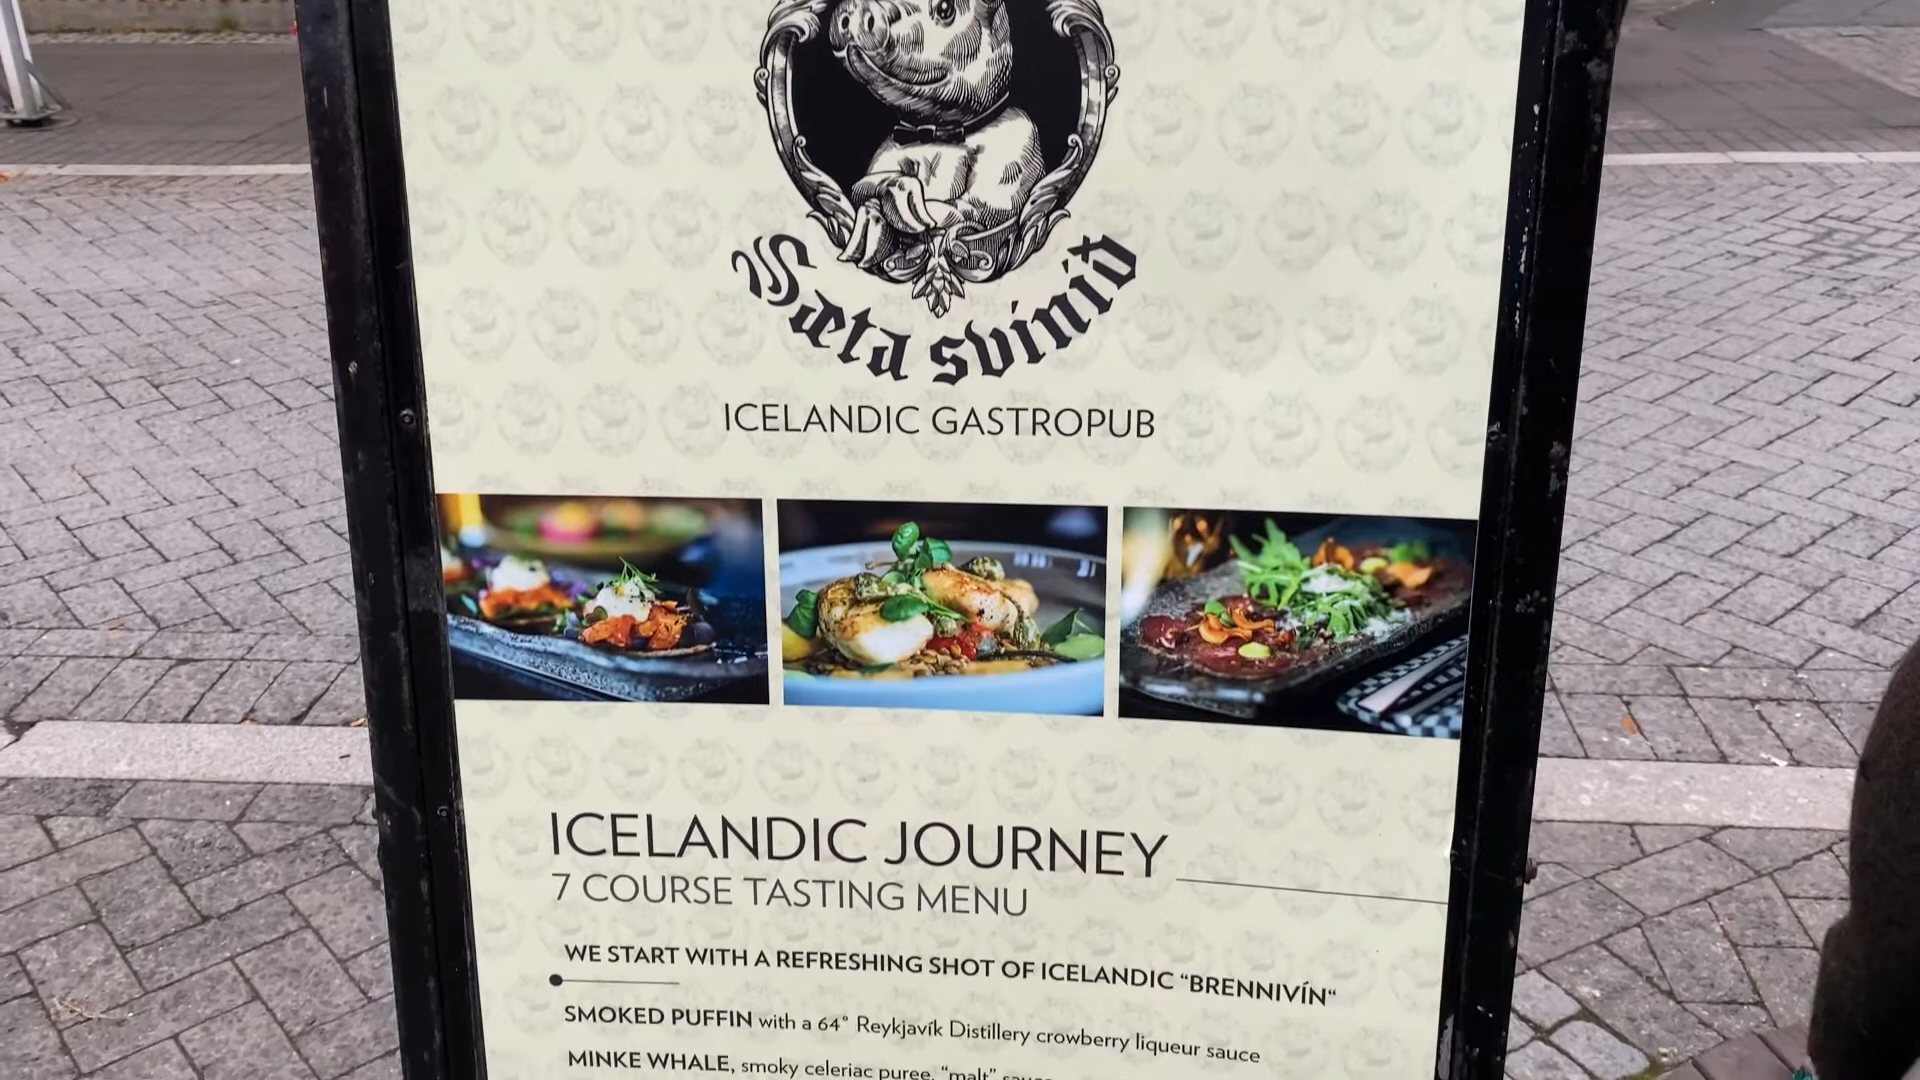 Sæta svínið
ICELANDIC GASTROPUB
ICELANDIC JOURNEY
7 COURSE TASTING MENU
WE START WITH A REFRESHING SHOT OF ICELANDIC “BRENNIVÍN“
SMOKED PUFFIN with a 64° Reykjavík Distillery crowberry liqueur sauce
MINKE WHALE, smoky celeriac puree, “malt”